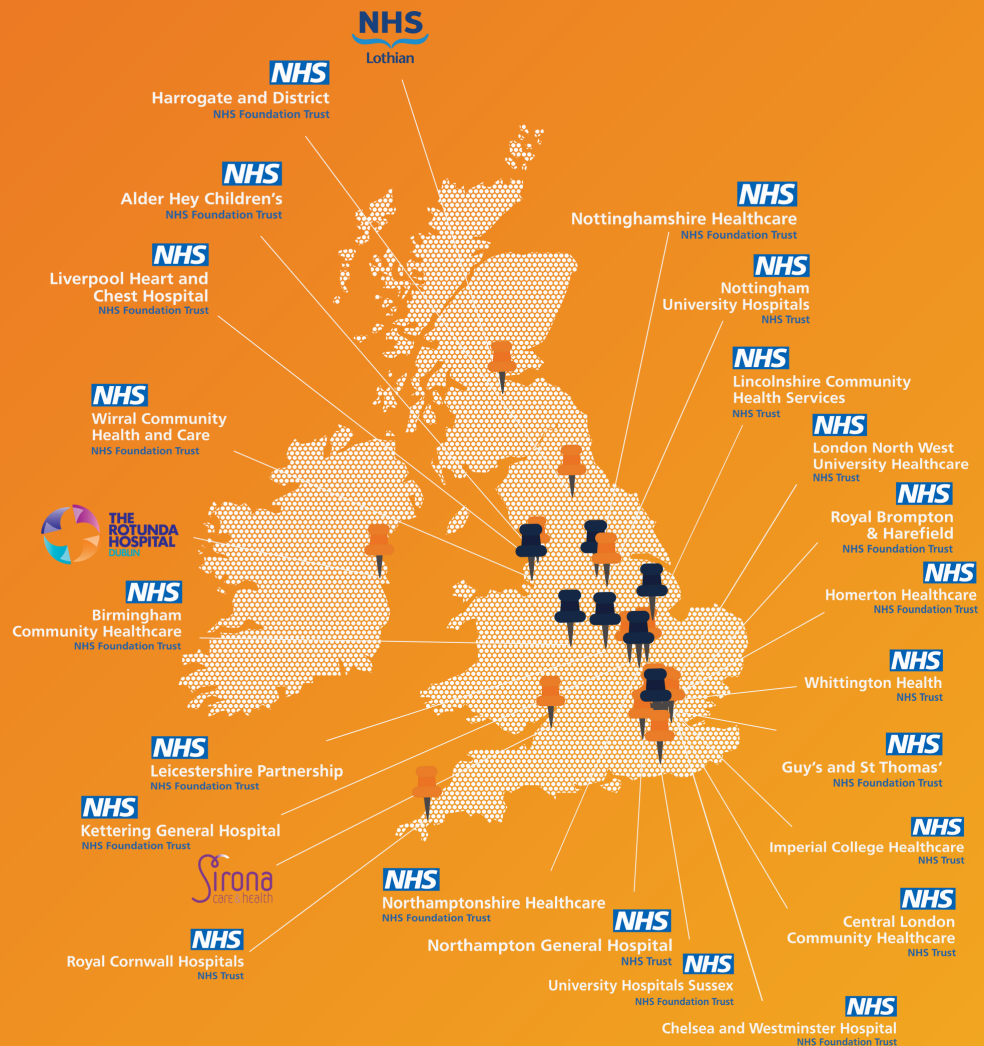 NHS
Lothian
NHS
Harrogate and District
NHS Foundation Trust
NHS
Alder Hey Children's
NHS Foundation Trust
NHS
Liverpool Heart and
Chest Hospital
NHS Foundation Trust
NHS
Wirral Community
Health and Care
NHS Foundation Trust
THE
ROTUNDA
HOSPITAL
DUBLIN
NHS
Birmingham
Community Healthcare
NHS Foundation Trust
NHS
Leicestershire Partnership
NHS Foundation Trust
NHS
Kettering General Hospital
NHS Foundation Trust
Sirona
care & health
NHS
Royal Cornwall Hospitals
NHS Trust
NHS
Nottinghamshire Healthcare
NHS Foundation Trust
NHS
Nottingham
University Hospitals
NHS Trust
NHS
Lincolnshire Community
Health Services
NHS Trust
NHS
London North West
University Healthcare
NHS Trust
NHS
Royal Brompton
& Harefield
NHS Foundation Trust
NHS
Homerton Healthcare
NHS Foundation Trust
NHS
Whittington Health
NHS Trust
NHS
Guy's and St Thomas'
NHS Foundation Trust
NHS
Imperial College Healthcare
NHS Trust
NHS
Central London
Community Healthcare
NHS Trust
NHS
Northamptonshire Healthcare
NHS Foundation Trust
NHS
Northampton General Hospital
NHS Trust
NHS
University Hospitals Sussex
NHS Foundation Trust
NHS
Chelsea and Westminster Hospital
NHS Foundation Trust